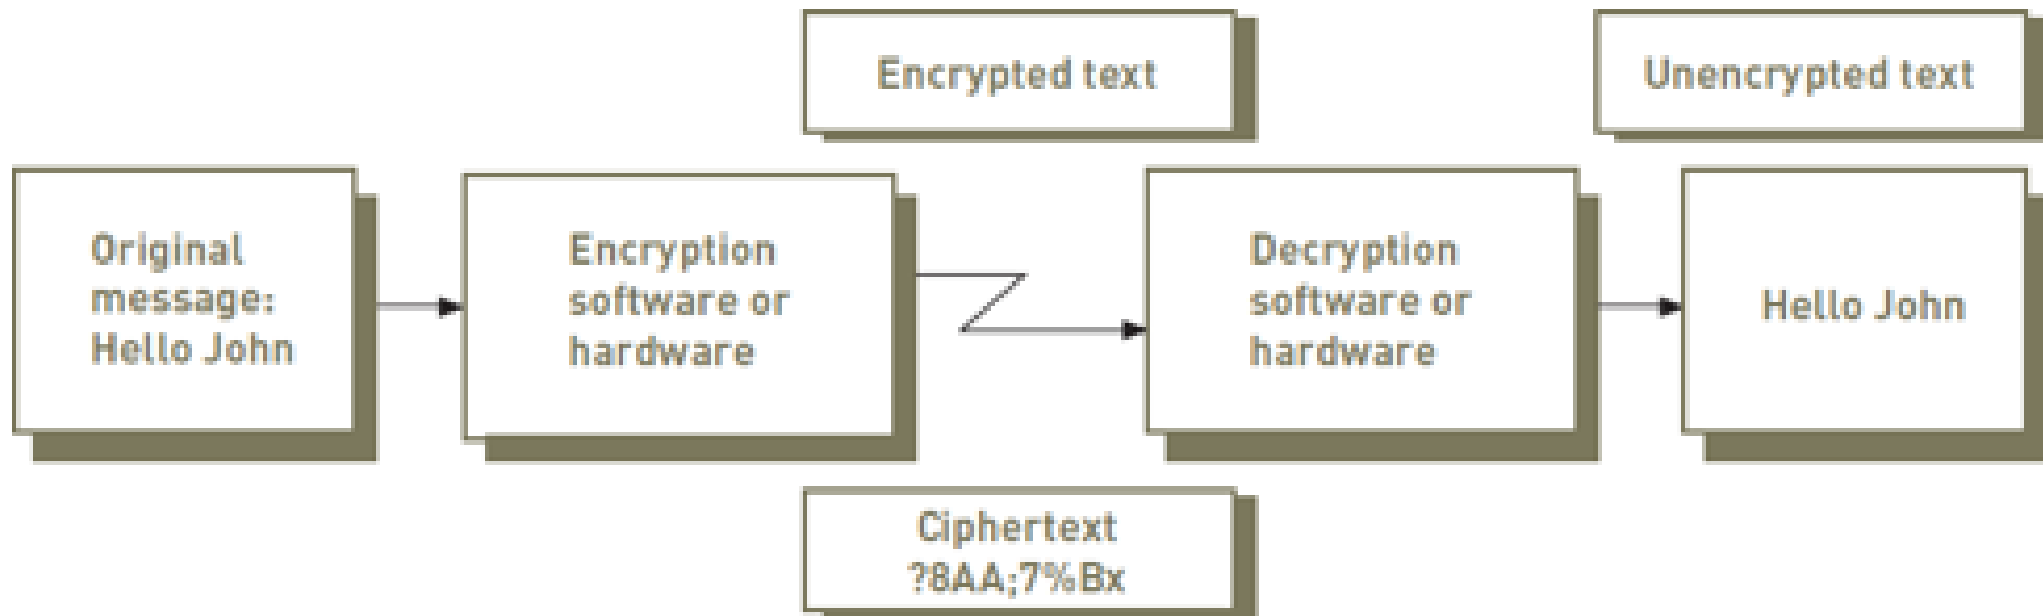 Encrypted text
Unencrypted text
Original
message:
Hello John
Encryption
software or
hardware
Decryption
software or
hardware
Hello John
Ciphertext
?8AA;7%Bx